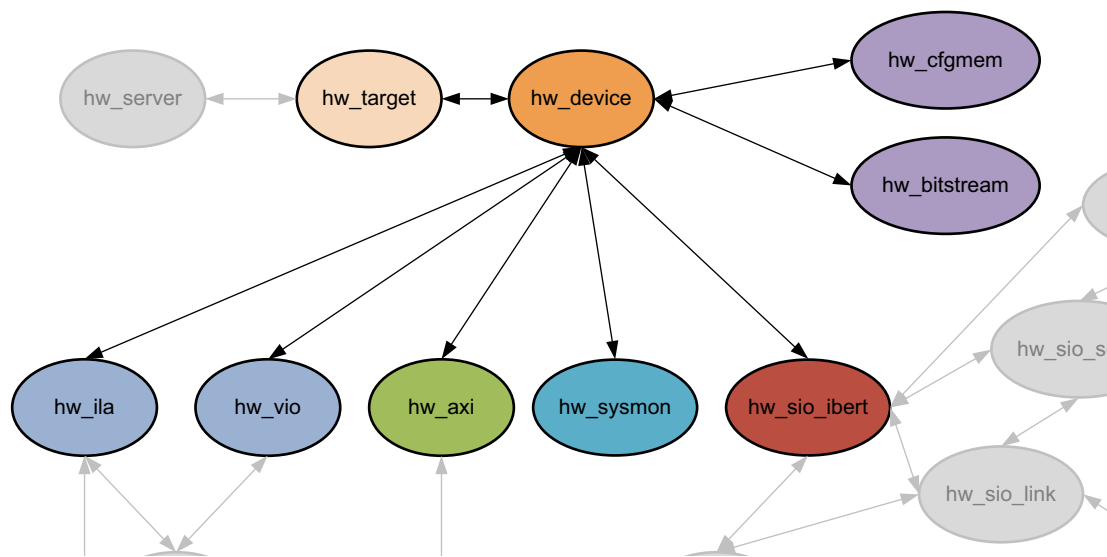 hw_cfgmem
hw_server
hw_target
hw_device
hw_bitstream
hw_ila
hw_vio
hw_axi
hw_sysmon
hw_sio_ibert
hw_sio_link